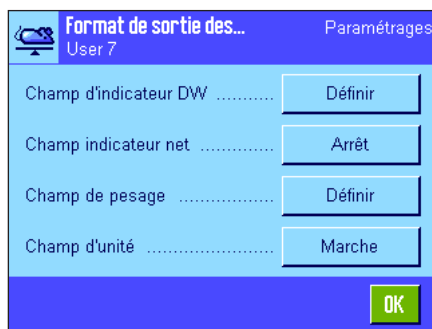 Format de sortie des... Paramétrages
User 7
Champ d'indicateur DW ........... Définir
Champ indicateur net .............. Arrêt
Champ de pesage .................. Définir
Champ d'unité ........................ Marche
OK